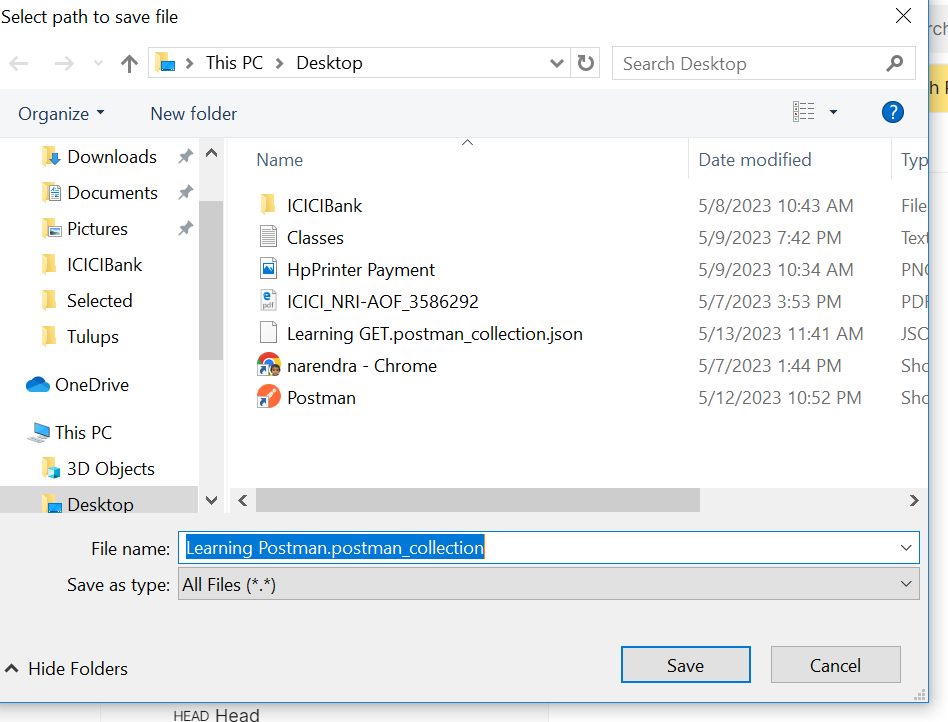 Select path to save file
This PC > Desktop
Search Desktop
Organize
New folder
Downloads
Documents
Pictures
ICICIBank
Selected
Tulups
OneDrive
This PC
3D Objects
Desktop
Name Date modified Typ
ICICIBank 5/8/2023 10:43 AM File
Classes 5/9/2023 7:42 PM Text
HpPrinter Payment 5/9/2023 10:34 AM PNG
ICICI_NRI-AOF_3586292 5/7/2023 3:53 PM PDF
Learning GET.postman_collection.json 5/13/2023 11:41 AM JSO
narendra - Chrome 5/7/2023 1:44 PM Sho
Postman 5/12/2023 10:52 PM Sho
File name: Learning Postman.postman_collection
Save as type: All Files (*.*)
Hide Folders
Save
Cancel
HEAD Head